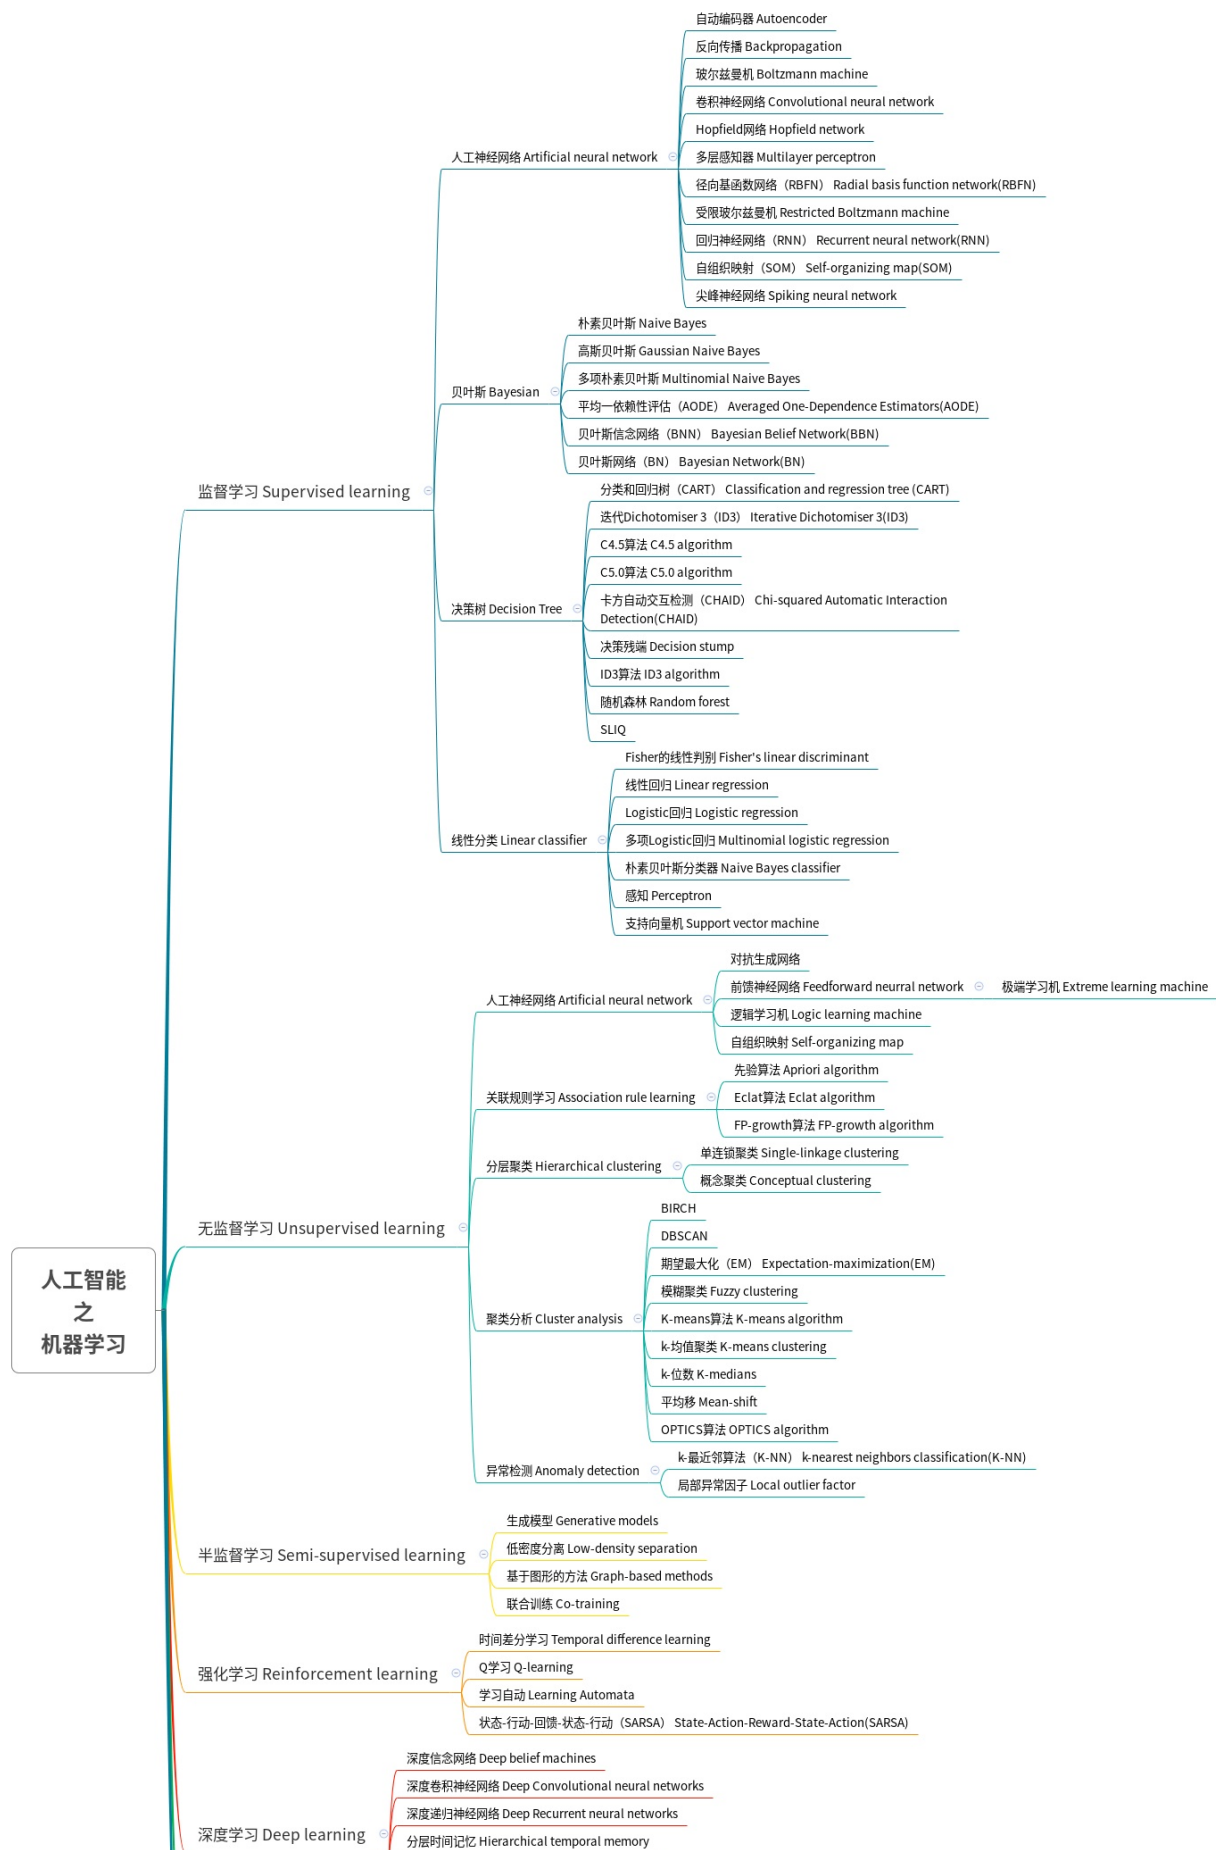 自动编码器 Autoencoder
反向传播 Backpropagation
玻尔兹曼机 Boltzmann machine
卷积神经网络 Convolutional neural network
Hopfield网络 Hopfield network
人工神经网络 Artificial neural network
多层感知器 Multilayer perceptron
径向基函数网络（RBFN） Radial basis function network(RBFN)
受限玻尔兹曼机 Restricted Boltzmann machine
回归神经网络（RNN） Recurrent neural network(RNN)
自组织映射（SOM） Self-organizing map(SOM)
尖峰神经网络 Spiking neural network
朴素贝叶斯 Naive Bayes
高斯贝叶斯 Gaussian Naive Bayes
多项朴素贝叶斯 Multinomial Naive Bayes
贝叶斯 Bayesian
平均一依赖性评估（AODE） Averaged One-Dependence Estimators(AODE)
贝叶斯信念网络（BNN） Bayesian Belief Network(BBN)
贝叶斯网络（BN） Bayesian Network(BN)
监督学习 Supervised learning
分类和回归树（CART） Classification and regression tree (CART)
迭代Dichotomiser 3（ID3） Iterative Dichotomiser 3(ID3)
C4.5算法 C4.5 algorithm
C5.0算法 C5.0 algorithm
决策树 Decision Tree
卡方自动交互检测（CHAID） Chi-squared Automatic Interaction
Detection(CHAID)
决策残端 Decision stump
ID3算法 ID3 algorithm
随机森林 Random forest
SLIQ
Fisher的线性判别 Fisher's linear discriminant
线性回归 Linear regression
Logistic回归 Logistic regression
线性分类 Linear classifier
多项Logistic回归 Multinomial logistic regression
朴素贝叶斯分类器 Naive Bayes classifier
感知 Perceptron
支持向量机 Support vector machine
对抗生成网络
前馈神经网络 Feedforward neurral network
极端学习机 Extreme learning machine
人工神经网络 Artificial neural network
逻辑学习机 Logic learning machine
自组织映射 Self-organizing map
先验算法 Apriori algorithm
关联规则学习 Association rule learning
Eclat算法 Eclat algorithm
FP-growth算法 FP-growth algorithm
单连锁聚类 Single-linkage clustering
分层聚类 Hierarchical clustering
概念聚类 Conceptual clustering
无监督学习 Unsupervised learning
BIRCH
DBSCAN
期望最大化（EM） Expectation-maximization(EM)
模糊聚类 Fuzzy clustering
聚类分析 Cluster analysis
K-means算法 K-means algorithm
k-均值聚类 K-means clustering
k-位数 K-medians
平均移 Mean-shift
OPTICS算法 OPTICS algorithm
人工智能
之
机器学习
异常检测 Anomaly detection
k-最近邻算法（K-NN） k-nearest neighbors classification(K-NN)
局部异常因子 Local outlier factor
半监督学习 Semi-supervised learning
生成模型 Generative models
低密度分离 Low-density separation
基于图形的方法 Graph-based methods
联合训练 Co-training
强化学习 Reinforcement learning
时间差分学习 Temporal difference learning
Q学习 Q-learning
学习自动 Learning Automata
状态-行动-回馈-状态-行动（SARSA） State-Action-Reward-State-Action(SARSA)
深度学习 Deep learning
深度信念网络 Deep belief machines
深度卷积神经网络 Deep Convolutional neural networks
深度递归神经网络 Deep Recurrent neural networks
分层时间记忆 Hierarchical temporal memory